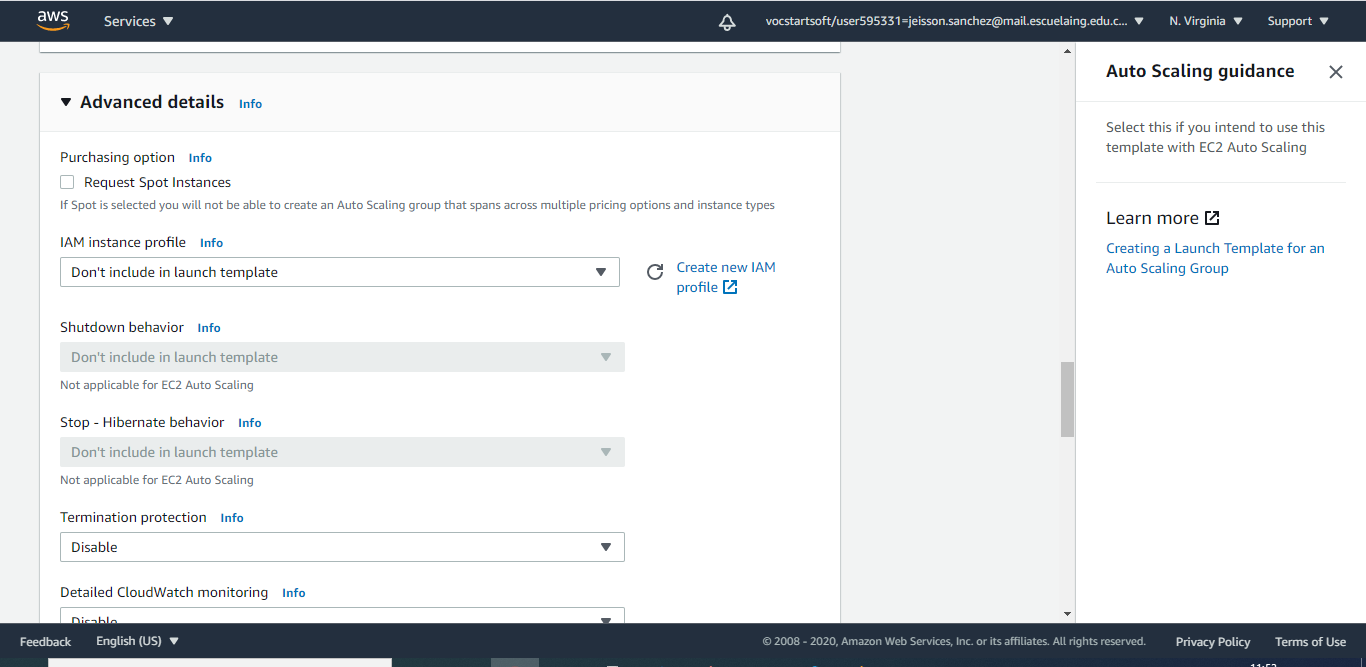 aws
Services
vocstartsoft/user595331=jeisson.sanchez@mail.escuelaing.edu.c...
N. Virginia
Support
Advanced details Info
Purchasing option Info
Request Spot Instances
If Spot is selected you will not be able to create an Auto Scaling group that spans across multiple pricing options and instance types
IAM instance profile Info
Don't include in launch template
Create new IAM
profile
Shutdown behavior Info
Don't include in launch template
Not applicable for EC2 Auto Scaling
Stop - Hibernate behavior Info
Don't include in launch template
Not applicable for EC2 Auto Scaling
Termination protection Info
Disable
Detailed CloudWatch monitoring Info
Disable
Auto Scaling guidance
Select this if you intend to use this
template with EC2 Auto Scaling
Learn more
Creating a Launch Template for an
Auto Scaling Group
Feedback
English (US)
© 2008 - 2020, Amazon Web Services, Inc. or its affiliates. All rights reserved.
Privacy Policy
Terms of Use